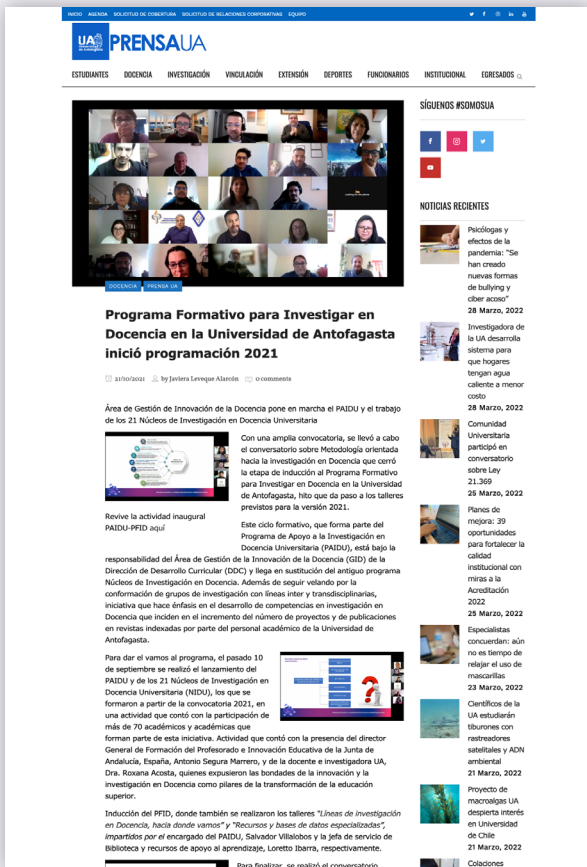 INICIO AGENDA SOLICITUD DE COBERTURA SOLICITUD DE RELACIONES CORPORATIVAS EQUIPO
UA PRENSAUA
ESTUDIANTES DOCENCIA INVESTIGACIÓN VINCULACIÓN EXTENSIÓN DEPORTES FUNCIONARIOS INSTITUCIONAL EGRESADOS
DOCENCIA PRENSA UA
Programa Formativo para Investigar en
Docencia en la Universidad de Antofagasta
inició programación 2021
21/10/2021 by Javiera Leveque Alarcón 0 comments
Área de Gestión de Innovación de la Docencia pone en marcha el PAIDU y el trabajo
de los 21 Núcleos de Investigación en Docencia Universitaria
Revive la actividad inaugural
PAIDU-PFID aquí
Con una amplia convocatoria, se llevó a cabo
el conversatorio sobre Metodología orientada
hacia la investigación en Docencia que cerró
la etapa de inducción al Programa Formativo
para Investigar en Docencia en la Universidad
de Antofagasta, hito que da paso a los talleres
previstos para la versión 2021.
Este ciclo formativo, que forma parte del
Programa de Apoyo a la Investigación en
Docencia Universitaria (PAIDU), está bajo la
responsabilidad del Área de Gestión de la Innovación de la Docencia (GID) de la
Dirección de Desarrollo Curricular (DDC) y llega en sustitución del antiguo programa
Núcleos de Investigación en Docencia. Además de seguir velando por la
conformación de grupos de investigación con líneas inter y transdisciplinarias,
iniciativa que hace énfasis en el desarrollo de competencias en investigación en
Docencia que inciden en el incremento del número de proyectos y de publicaciones
en revistas indexadas por parte del personal académico de la Universidad de
Antofagasta.
Para dar el vamos al programa, el pasado 10
de septiembre se realizó el lanzamiento del
PAIDU y de los 21 Núcleos de Investigación en
Docencia Universitaria (NIDU), los que se
formaron a partir de la convocatoria 2021, en
una actividad que contó con la participación de
más de 70 académicos y académicas que
forman parte de esta iniciativa. Actividad que contó con la presencia del director
General de Formación del Profesorado e Innovación Educativa de la Junta de
Andalucía, España, Antonio Segura Marrero, y de la docente e investigadora UA,
Dra. Roxana Acosta, quienes expusieron las bondades de la innovación y la
investigación en Docencia como pilares de la transformación de la educación
superior.
Inducción del PFID, donde también se realizaron los talleres "Líneas de investigación
en Docencia, hacia donde vamos" y "Recursos y bases de datos especializadas",
impartidos por el encargado del PAIDU, Salvador Villalobos y la jefa de servicio de
Biblioteca y recursos de apoyo al aprendizaje, Loretto Ibarra, respectivamente.
Para finalizar, se realizó el conversatorio
SÍGUENOS #SOMOSUA
NOTICIAS RECIENTES
Psicólogas y
efectos de la
pandemia: "Se
han creado
nuevas formas
de bullying y
ciber acoso"
28 Marzo, 2022
Investigadora de
la UA desarrolla
sistema para
que hogares
tengan agua
caliente a menor
costo
28 Marzo, 2022
Comunidad
Universitaria
participó en
conversatorio
sobre Ley
21.369
25 Marzo, 2022
Planes de
mejora: 39
oportunidades
para fortalecer la
calidad
institucional con
miras a la
Acreditación
2022
25 Marzo, 2022
Especialistas
concuerdan: aún
no es tiempo de
relajar el uso de
mascarillas
23 Marzo, 2022
Científicos de la
UA estudiarán
tiburones con
rastreadores
satelitales y ADN
ambiental
21 Marzo, 2022
Proyecto de
macroalgas UA
despierta interés
en Universidad
de Chile
21 Marzo, 2022
Colaciones